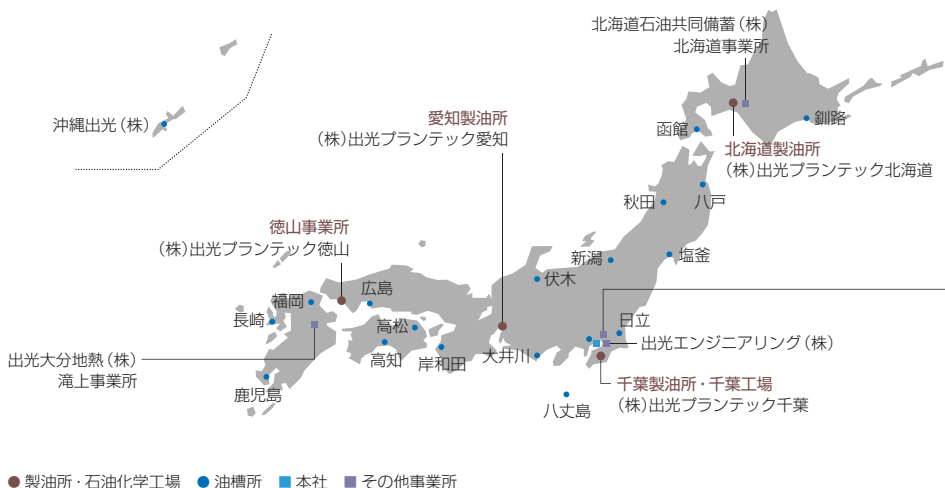 北海道石油共同備蓄(株)
北海道事業所
沖縄出光(株)
愛知製油所
(株)出光プランテック愛知
函館
釧路
北海道製油所
(株)出光プランテック北海道
秋田
八戸
徳山事業所
(株)出光プランテック徳山
新潟
塩釜
伏木
福岡
広島
長崎
高松
日立
出光大分地熱(株)
滝上事業所
高知
岸和田
大井川
出光エンジニアリング(株)
鹿児島
千葉製油所・千葉工場
(株)出光プランテック千葉
八丈島
製油所・石油化学工場 油槽所 本社 その他事業所